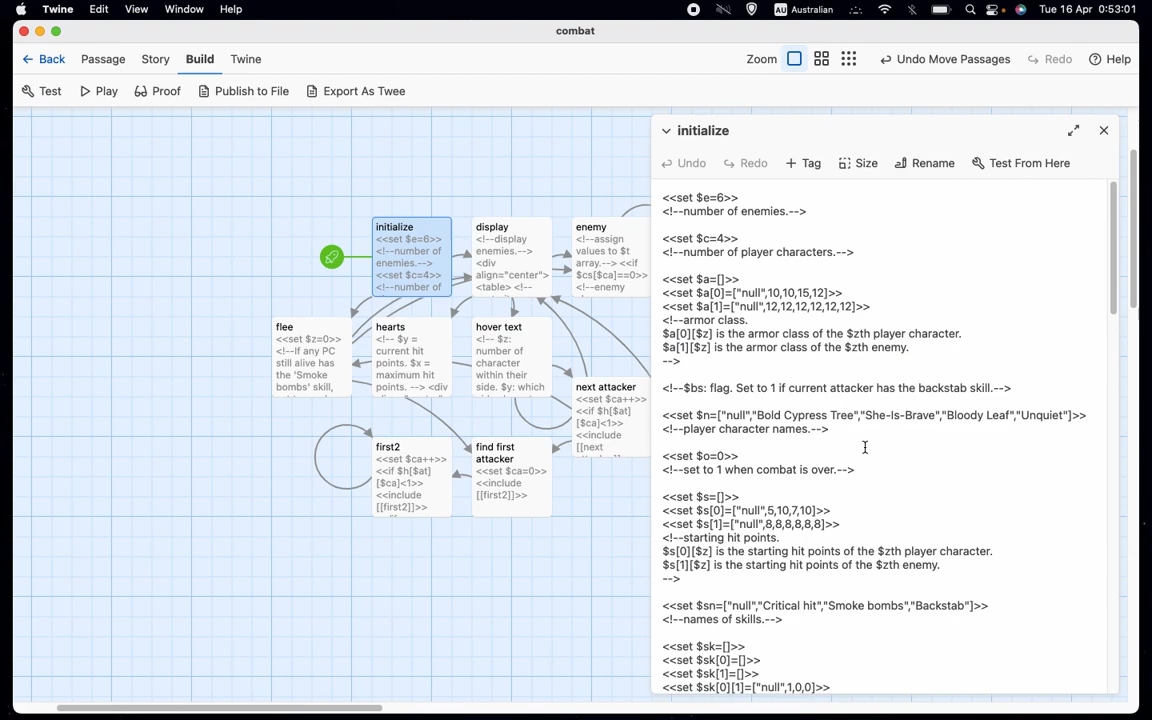 Twine Edit View Window Help AU Australian Tue 16 Apr 0:53:01
combat
Back Passage Story Build Twine Zoom Undo Move Passages Redo Help
Test Play Proof Publish to File Export As Twee
initialize
Undo Redo Tag Size Rename Test From Here
<<set $e=6>>
<!--number of enemies.-->
<<set $c=4>>
<!--number of player characters.-->
<<set $a=[]>>
<<set $a[0]=["null",10,10,15,12]>>
<<set $a[1]=["null",12,12,12,12,12,12]>>
<!--armor class.
$a[0][$z] is the armor class of the $zth player character.
$a[1][$z] is the armor class of the $zth enemy.
-->
<!--$bs: flag. Set to 1 if current attacker has the backstab skill.-->
<<set $n=["null","Bold Cypress Tree","She-Is-Brave","Bloody Leaf","Unquiet"]>>
<!--player character names.-->
<<set $o=0>>
<!--set to 1 when combat is over.-->
<<set $s=[]>>
<<set $s[0]=["null",5,10,7,10]>>
<<set $s[1]=["null",8,8,8,8,8,8]>>
<!--starting hit points.
$s[0][$z] is the starting hit points of the $zth player character.
$s[1][$z] is the starting hit points of the $zth enemy.
-->
<<set $sn=["null","Critical hit","Smoke bombs","Backstab"]>>
<!--names of skills.-->
<<set $sk=[]>>
<<set $sk[0]=[]>>
<<set $sk[1]=[]>>
<<set $sk[0][1]=["null",1,0,0]>>
initialize
<<set $e=6>>
<!--number of
enemies.-->
<<set $c=4>>
<!--number of
display
<!--display
enemies.-->
<div
align="center">
<table> <!--
enemy
<!--assign
values to $t
array.--> <<if
$cs[$ca]==0>>
<!--enemy
flee
<<set $z=0>>
<!--If any PC
still alive has
the 'Smoke
bombs' skill,
hearts
<!-- $y =
current hit
points. $x =
maximum hit
points. --> <div
hover text
<!-- $z:
number of
character
within their
side. $y: which
next attacker
<<set $ca++>>
<<if $h[$at]
[$ca]<1>>
<<include
[[next
first2
<<set $ca++>>
<<if $h[$at]
[$ca]<1>>
<<include
[[first2]]>>
find first
attacker
<<set $ca=0>>
<<include
[[first2]]>>